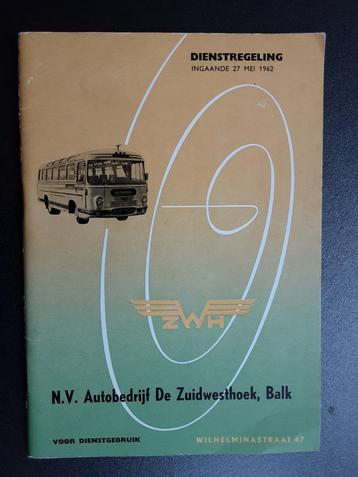 DIENSTREGELING
INGAANDE 27 MEI 1962
ZWH
N.V. Autobedrijf De Zuidwesthoek, Balk
VOOR DIENSTGEBRUIK
WILHELMINASTRAAT 47